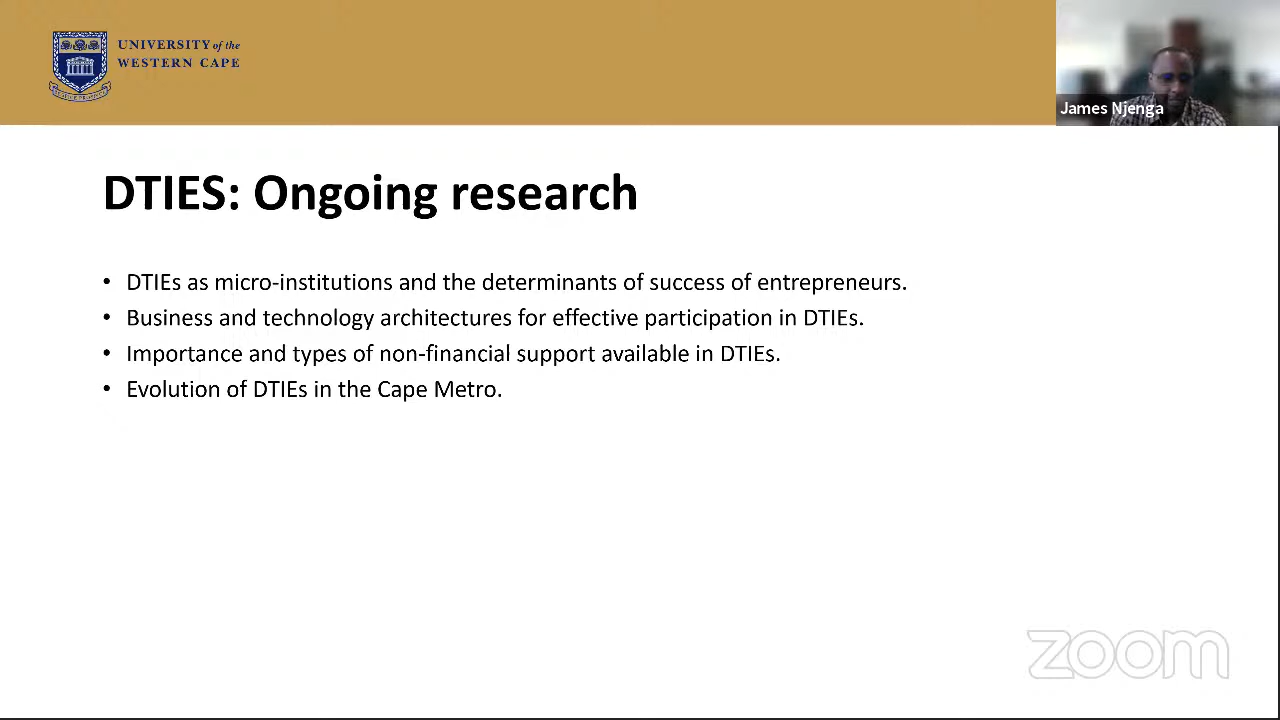 UNIVERSITY of the
WESTERN CAPE
James Njenga
DTIES: Ongoing research
• DTIEs as micro-institutions and the determinants of success of entrepreneurs.
• Business and technology architectures for effective participation in DTIEs.
• Importance and types of non-financial support available in DTIEs.
• Evolution of DTIEs in the Cape Metro.
zoom